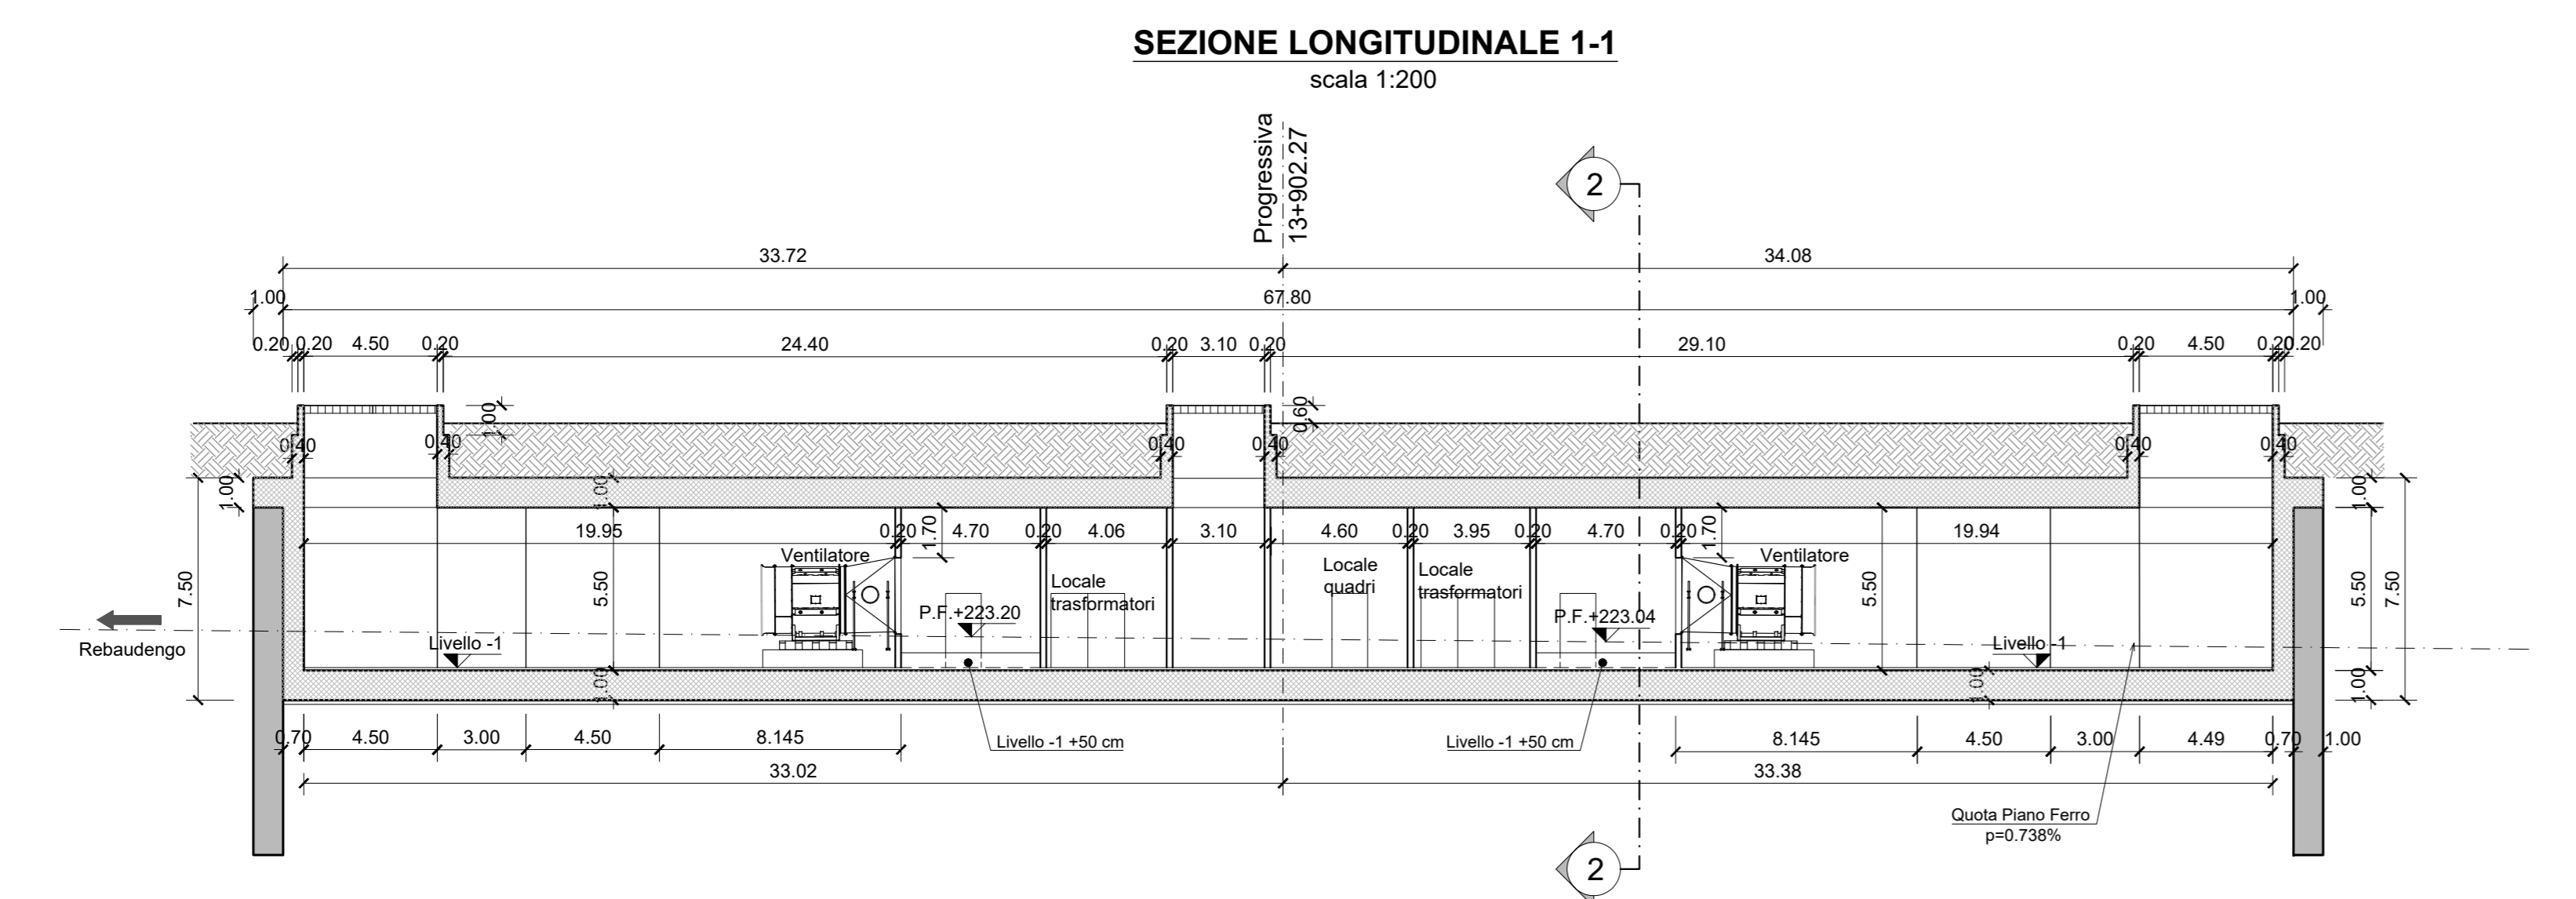 SEZIONE LONGITUDINALE 1-1
scala 1:200
Progressiva
13+902.27
2
33.72 34.08
1.00 67.80 1.00
0.20 0.20 4.50 0.20 24.40 0.20 3.10 0.20 29.10 0.20 4.50 0.20 0.20
1.00 0.60
0.40 0.40 0.40 0.40 0.40 0.40
1.00 1.00 1.00
19.95 0.20 1.70 4.70 0.20 4.06 3.10 4.60 0.20 3.95 0.20 4.70 0.20 1.70 19.94
Ventilatore Ventilatore
Locale
quadri
Locale
trasformatori
Locale
trasformatori
7.50 5.50 5.50 5.50 7.50
P.F.+223.20 P.F.+223.04
Rebaudengo
Livello -1 Livello -1
1.00 1.00 1.00
0.70 4.50 3.00 4.50 8.145 8.145 4.50 3.00 4.49 0.70 1.00
Livello -1 +50 cm Livello -1 +50 cm
33.02 33.38
Quota Piano Ferro
p=0.738%
2